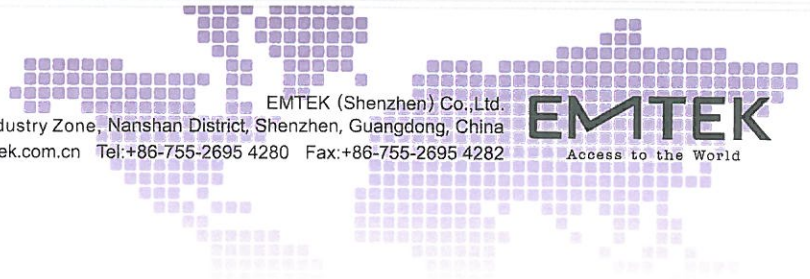 EMTEK (Shenzhen) Co.,Ltd.
dustry Zone, Nanshan District, Shenzhen, Guangdong, China
ek.com.cn Tel:+86-755-2695 4280 Fax:+86-755-2695 4282
EMTEK
Access to the World